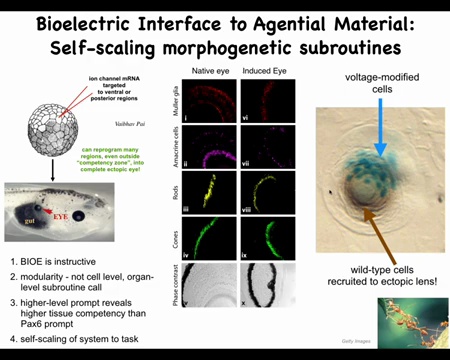 Bioelectric Interface to Agential Material:
Self-scaling morphogenetic subroutines
ion channel mRNA
targeted
to ventral or
posterior regions
Vaibhav Pai
can reprogram many
regions, even outside
"competency zone", into
complete ectopic eye!
gut
EYE
1. BIOE is instructive
2. modularity - not cell level, organ-
level subroutine call
3. higher-level prompt reveals
higher tissue competency than
Pax6 prompt
4. self-scaling of system to task
Native eye
Induced Eye
Muller glia
i
vi
Amacrine cells
ii
vii
Rods
iii
viii
Cones
iv
ix
Phase contrast
v
x
voltage-modified
cells
wild-type cells
recruited to ectopic lens!
Getty Images